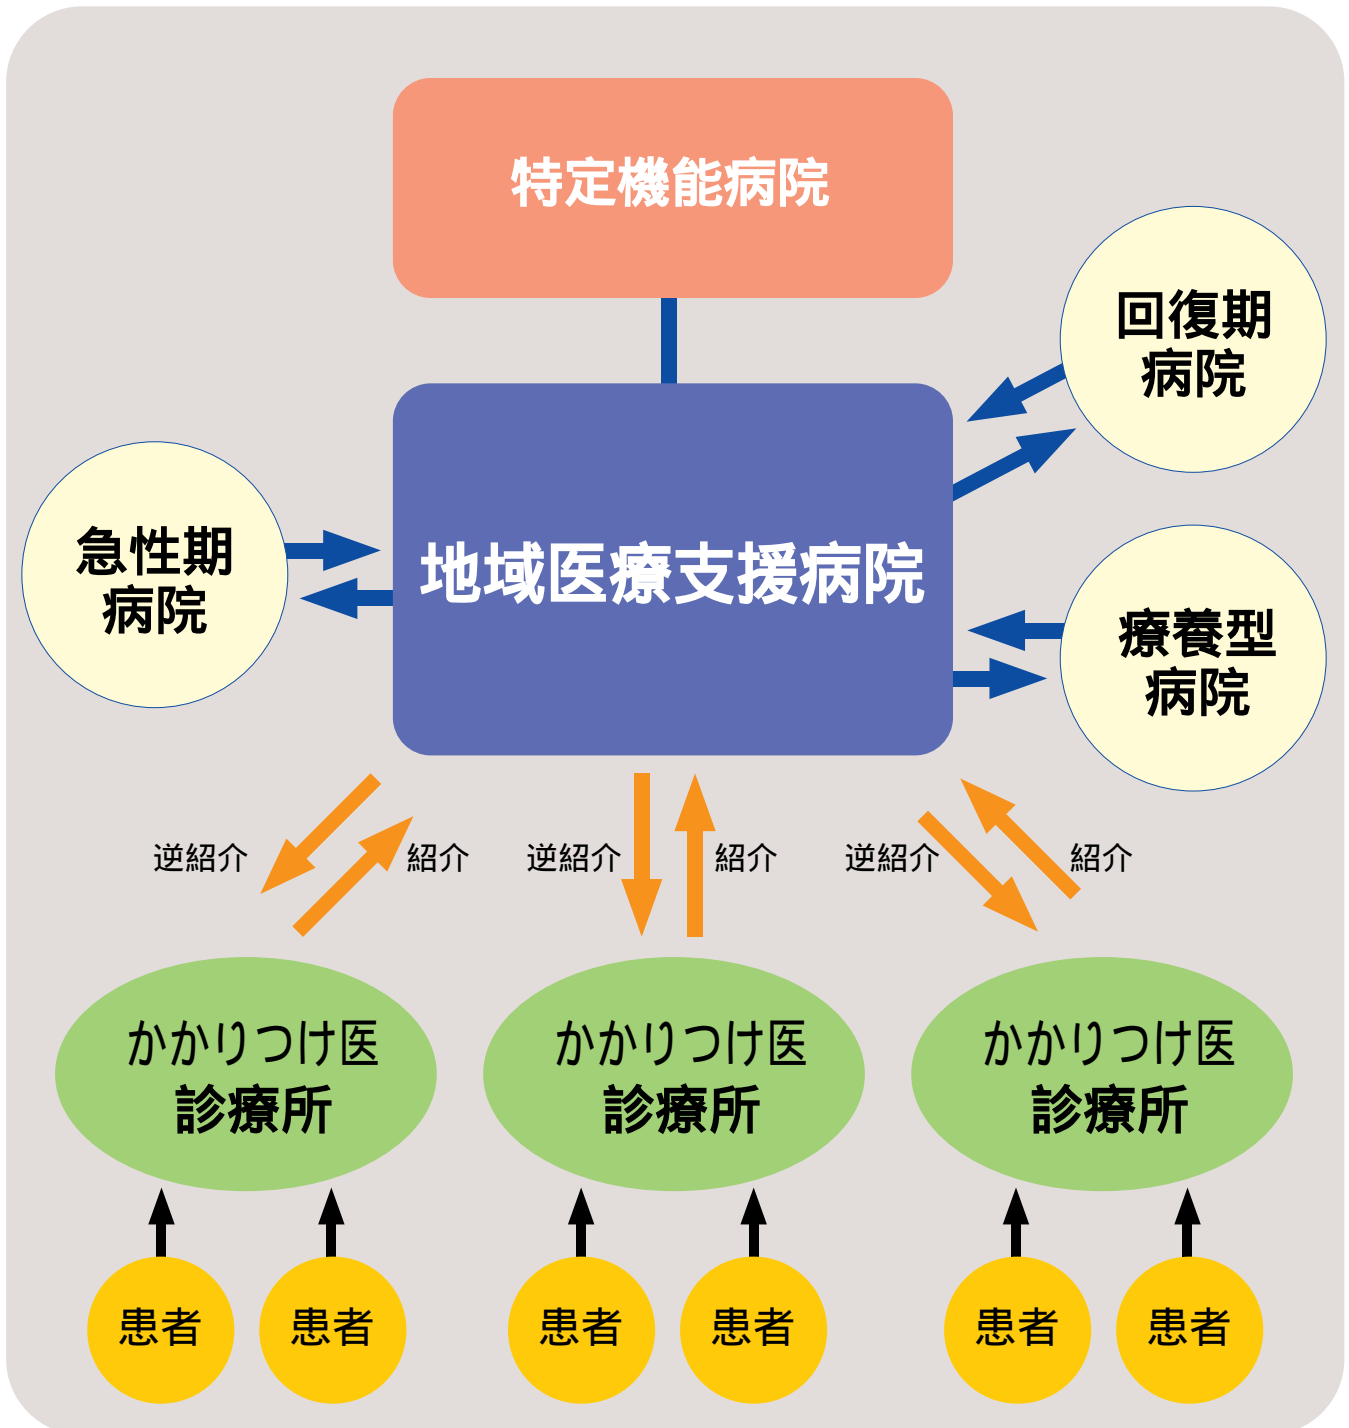 特定機能病院
回復期
病院
急性期
病院
地域医療支援病院
療養型
病院
逆紹介
紹介
逆紹介
紹介
逆紹介
紹介
かかりつけ医
診療所
かかりつけ医
診療所
かかりつけ医
診療所
患者
患者
患者
患者
患者
患者